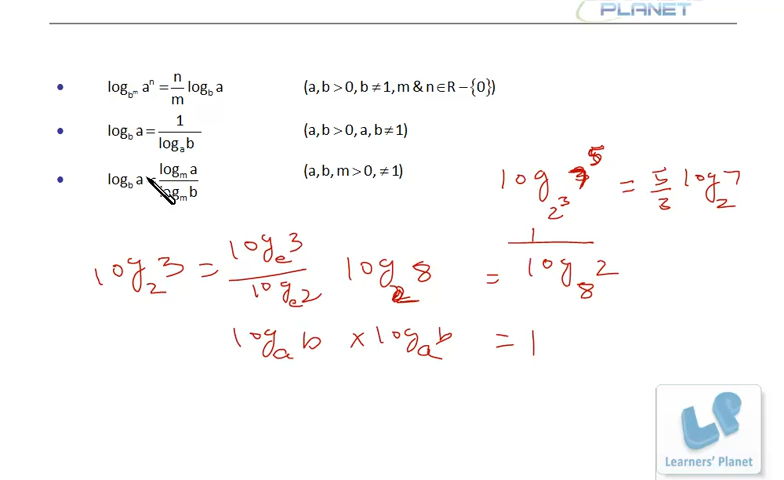 PLANET
• log_{b^m} a^n = n/m log_b a (a, b > 0, b ≠ 1, m & n ∈ R – {0})
• log_b a = 1/log_a b (a, b > 0, a, b ≠ 1)
• log_b a = log_m a/log_m b (a, b, m > 0, ≠ 1)
log_{2^3} 7^5 = 5/3 log_2 7
log_2 3 = log_e 3/log_e 2 log_2 8 = 1/log_8 2
log_a b × log_a b = 1
LP
Learners' Planet